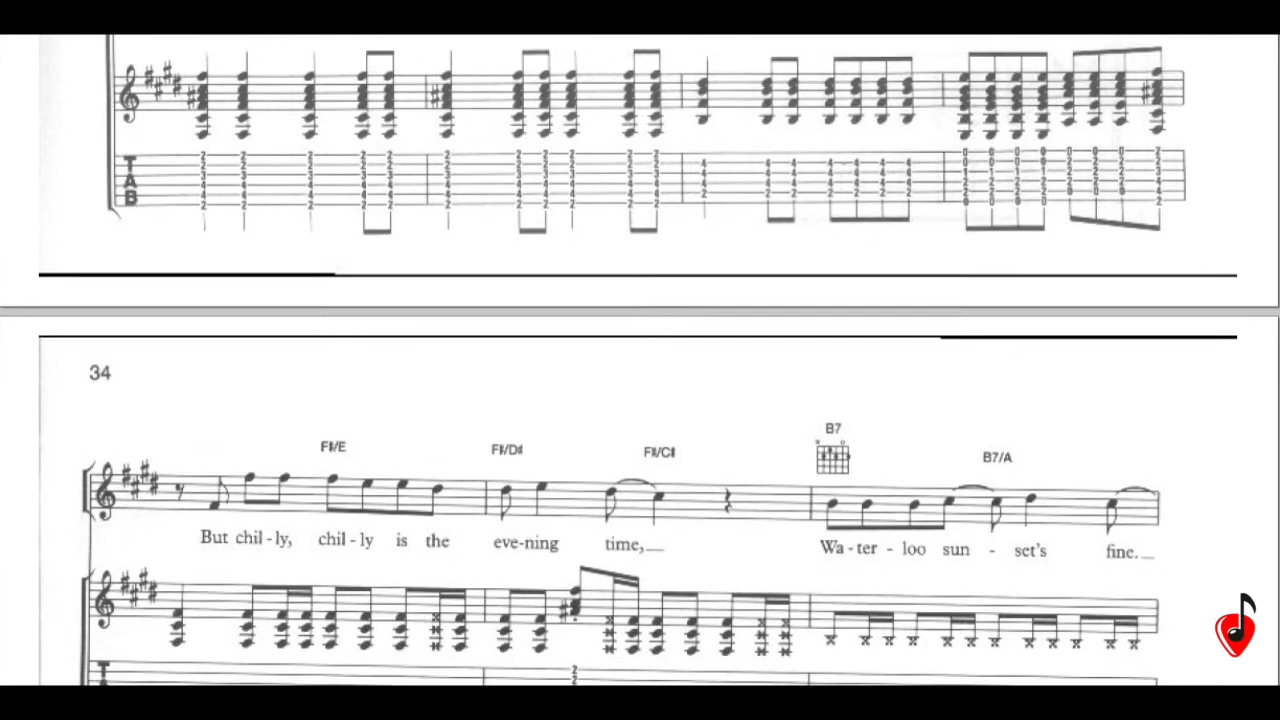 34
F♯/E F♯/D♯ F♯/C♯ B7 B7/A
But chil-ly, chil-ly is the eve-ning time, Wa-ter-loo sun-set's fine.